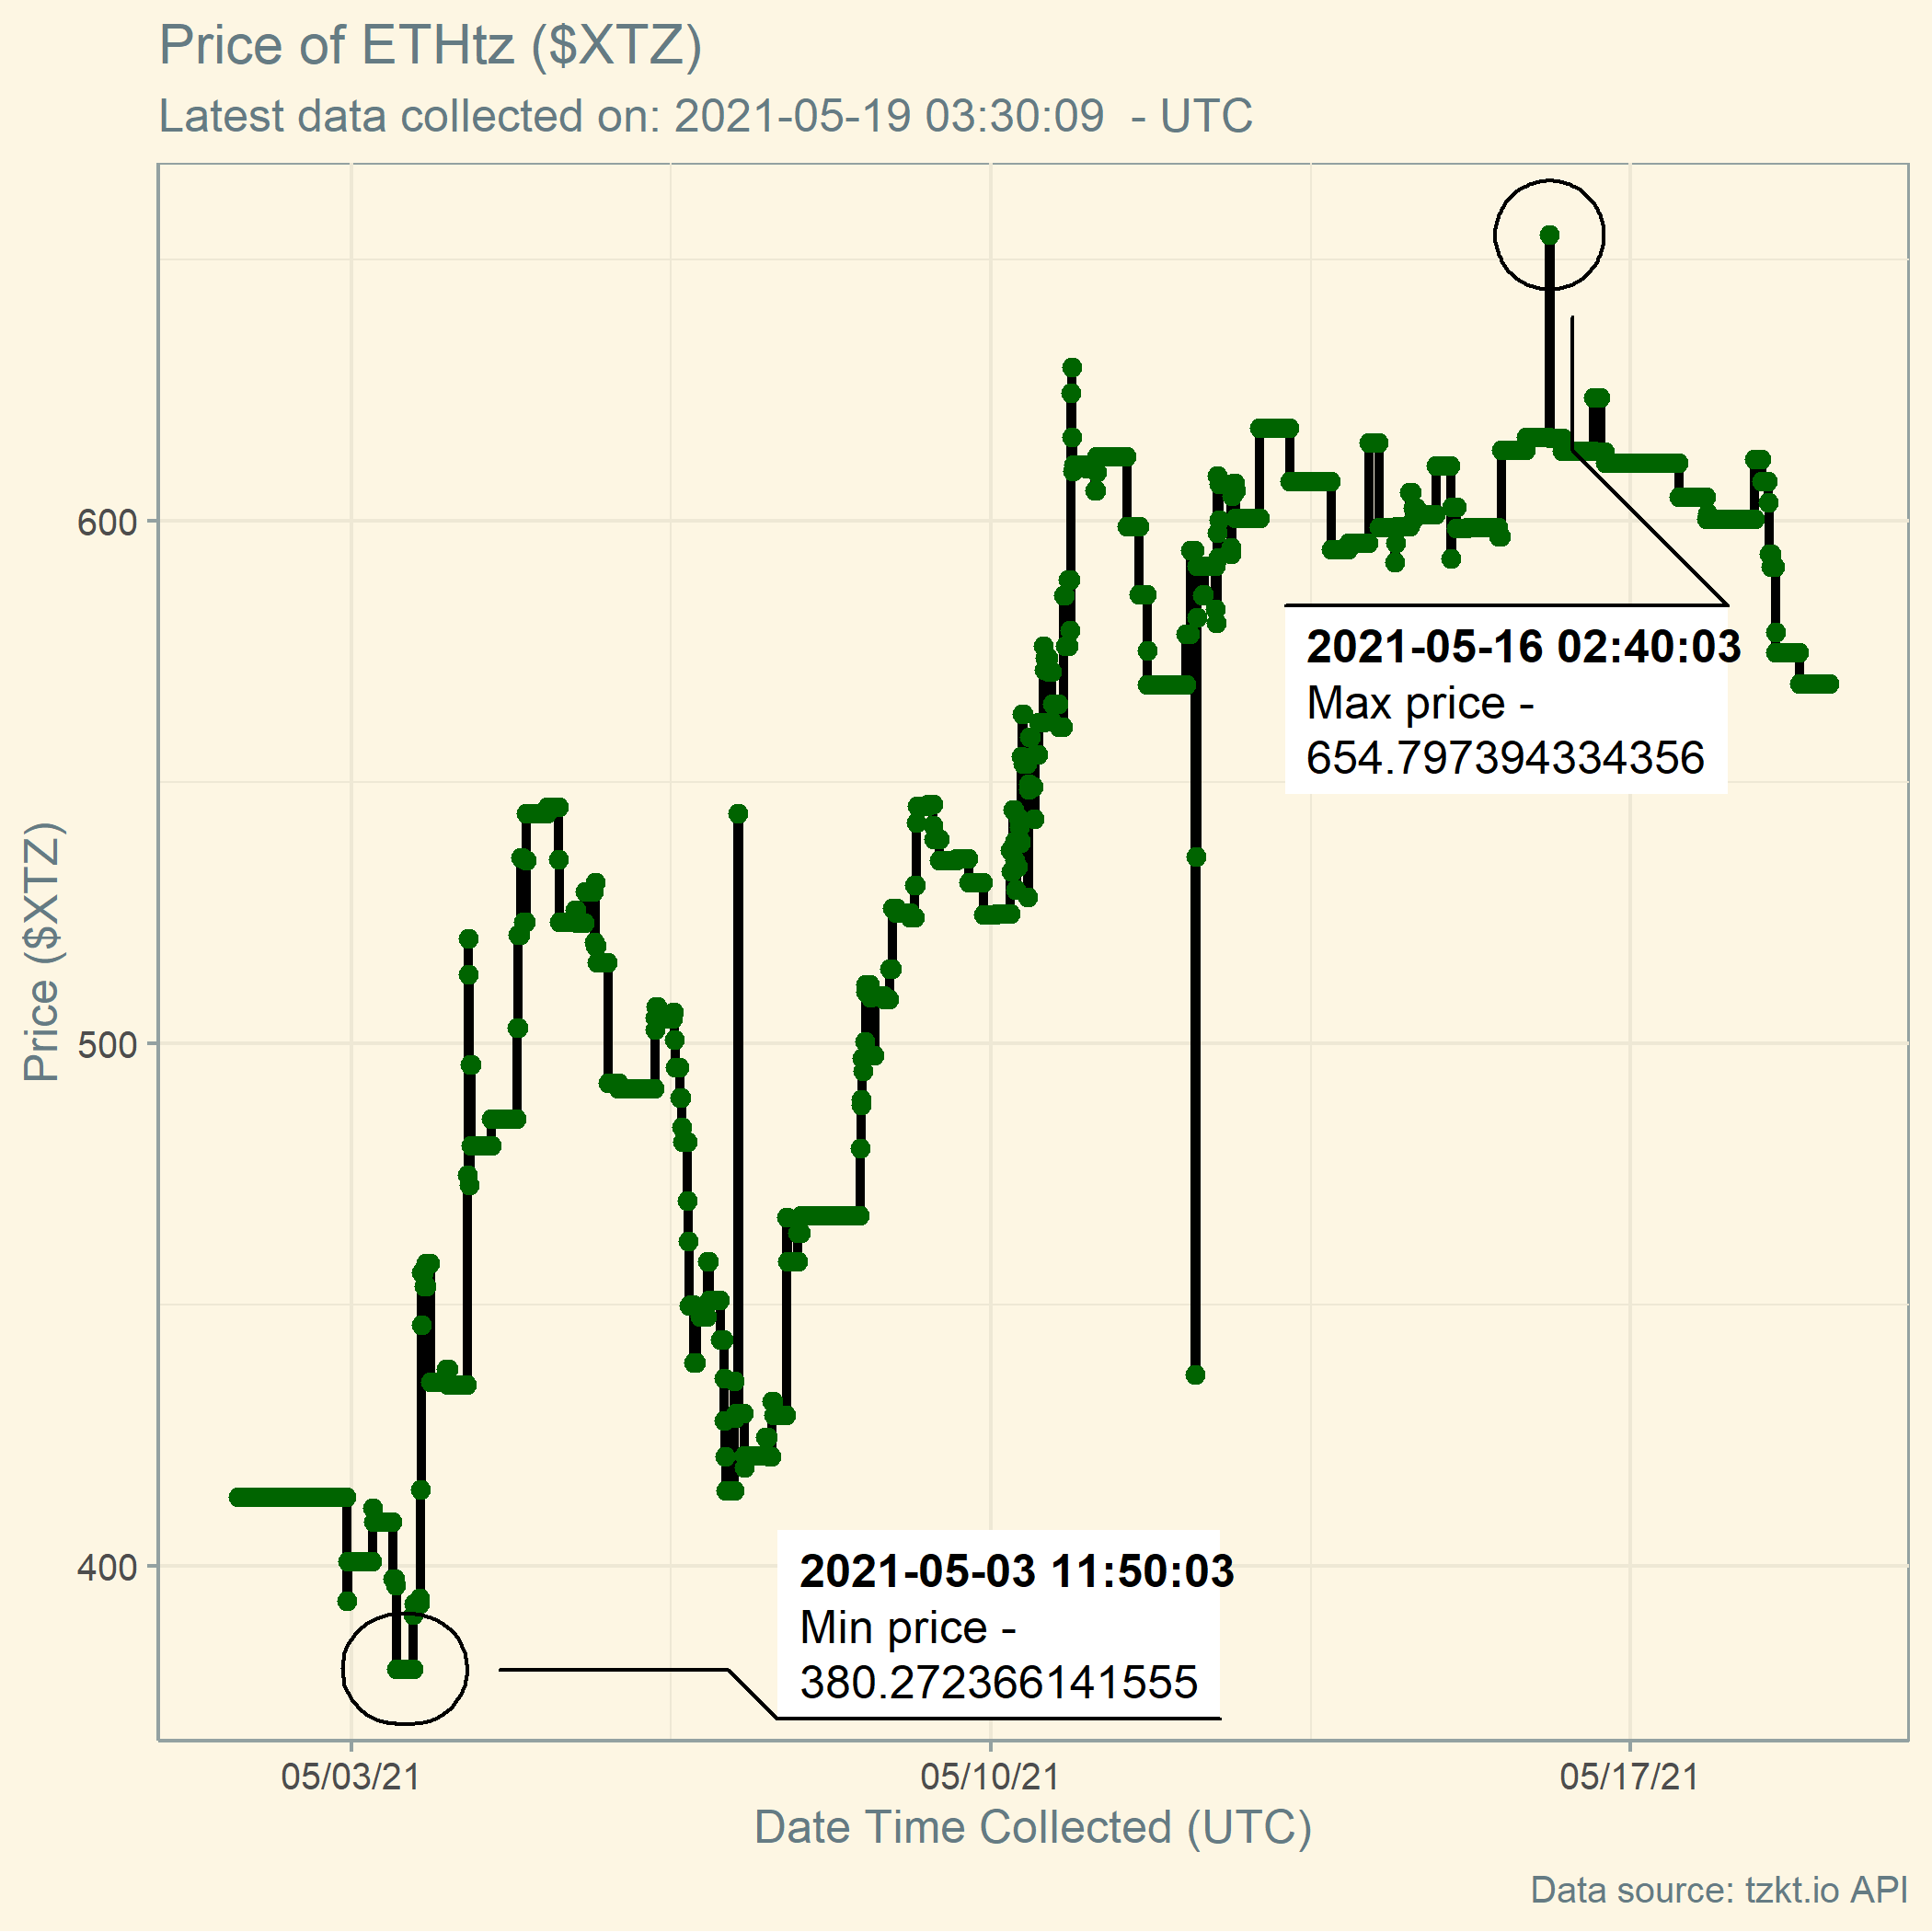 Price of ETHtz ($XTZ)
Latest data collected on: 2021-05-19 03:30:09  - UTC
Price ($XTZ)
600
500
400
2021-05-16 02:40:03
Max price -
654.797394334356
2021-05-03 11:50:03
Min price -
380.272366141555
05/03/21
05/10/21
05/17/21
Date Time Collected (UTC)
Data source: tzkt.io API